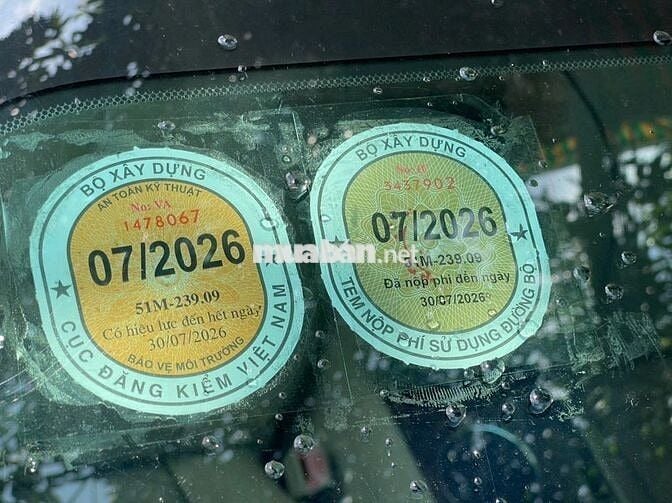 BỘ XÂY DỰNG
AN TOÀN KỸ THUẬT
No: VA
1478067
07/2026
51M-239.09
Có hiệu lực đến hết ngày
30/07/2026
BẢO VỆ MÔI TRƯỜNG
CỤC ĐĂNG KIỂM VIỆT NAM
BỘ XÂY DỰNG
5437902
07/2026
51M-239.09
Đã nộp phí đến ngày
30/07/2026
TEM NỘP PHÍ SỬ DỤNG ĐƯỜNG BỘ
muaban.net